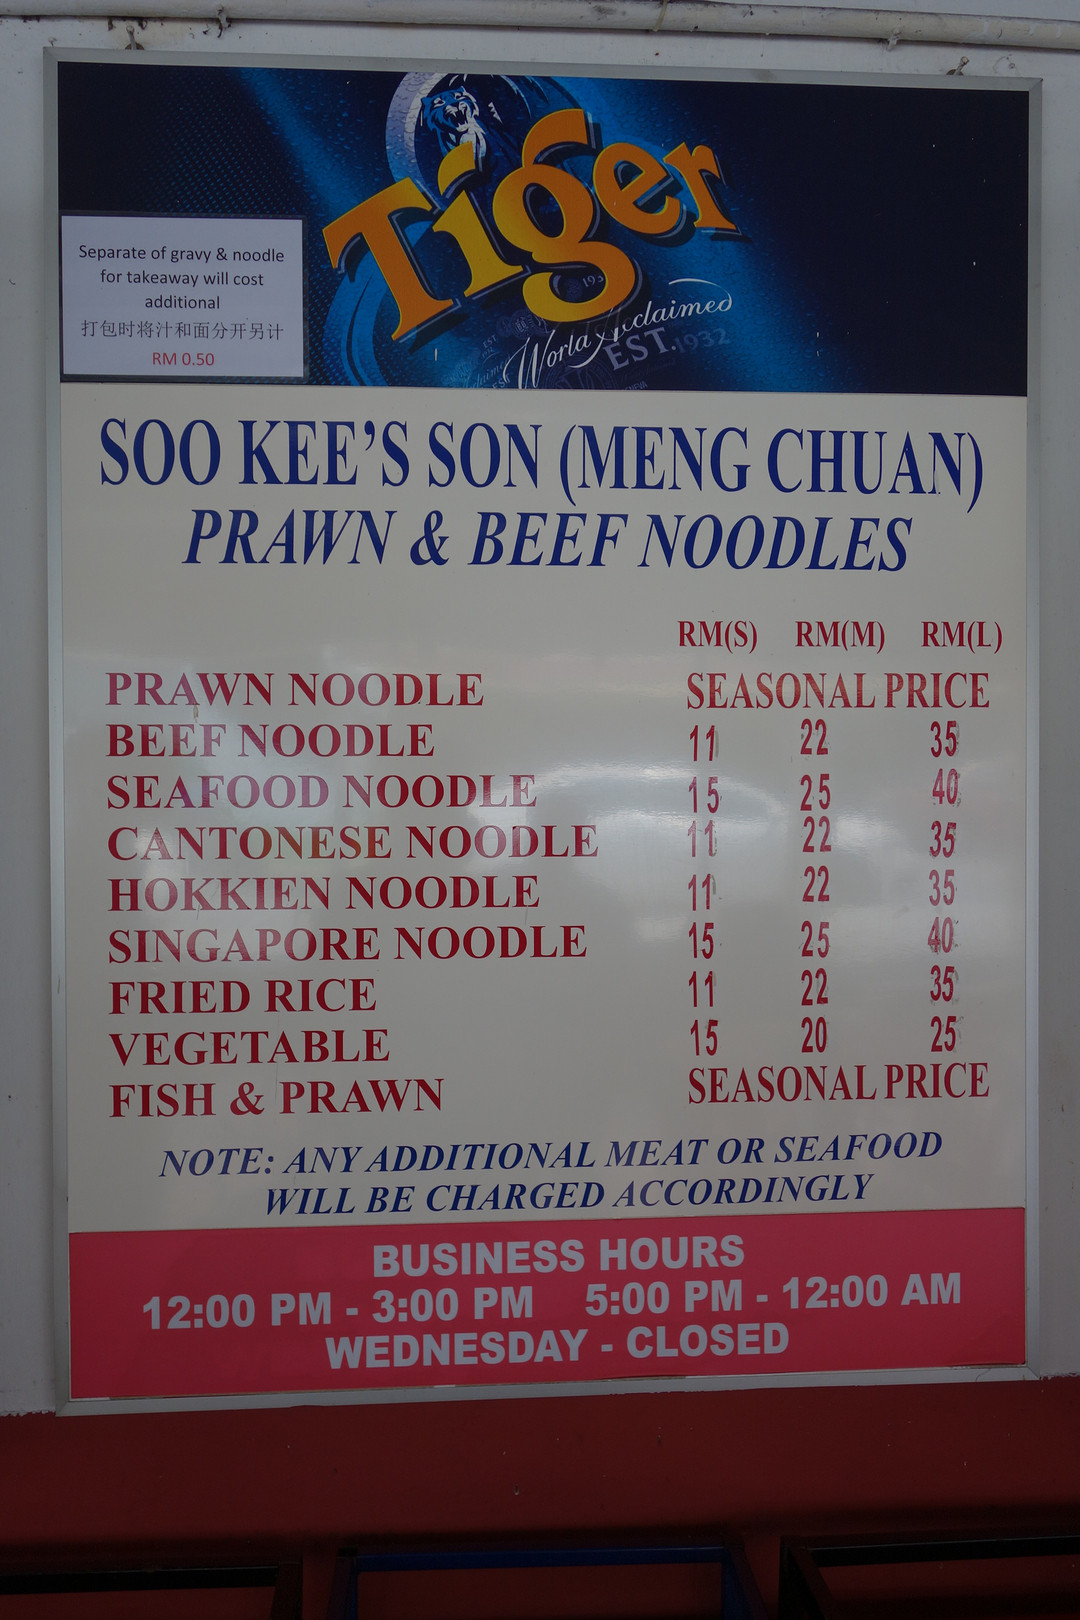 Tiger
World Acclaimed
EST. 1932
Separate of gravy & noodle
for takeaway will cost
additional
打包时将汁和面分开另计
RM 0.50
SOO KEE'S SON (MENG CHUAN)
PRAWN & BEEF NOODLES
RM(S) RM(M) RM(L)
PRAWN NOODLE SEASONAL PRICE
BEEF NOODLE 11 22 35
SEAFOOD NOODLE 15 25 40
CANTONESE NOODLE 11 22 35
HOKKIEN NOODLE 11 22 35
SINGAPORE NOODLE 15 25 40
FRIED RICE 11 22 35
VEGETABLE 15 20 25
FISH & PRAWN SEASONAL PRICE
NOTE: ANY ADDITIONAL MEAT OR SEAFOOD
WILL BE CHARGED ACCORDINGLY
BUSINESS HOURS
12:00 PM - 3:00 PM 5:00 PM - 12:00 AM
WEDNESDAY - CLOSED